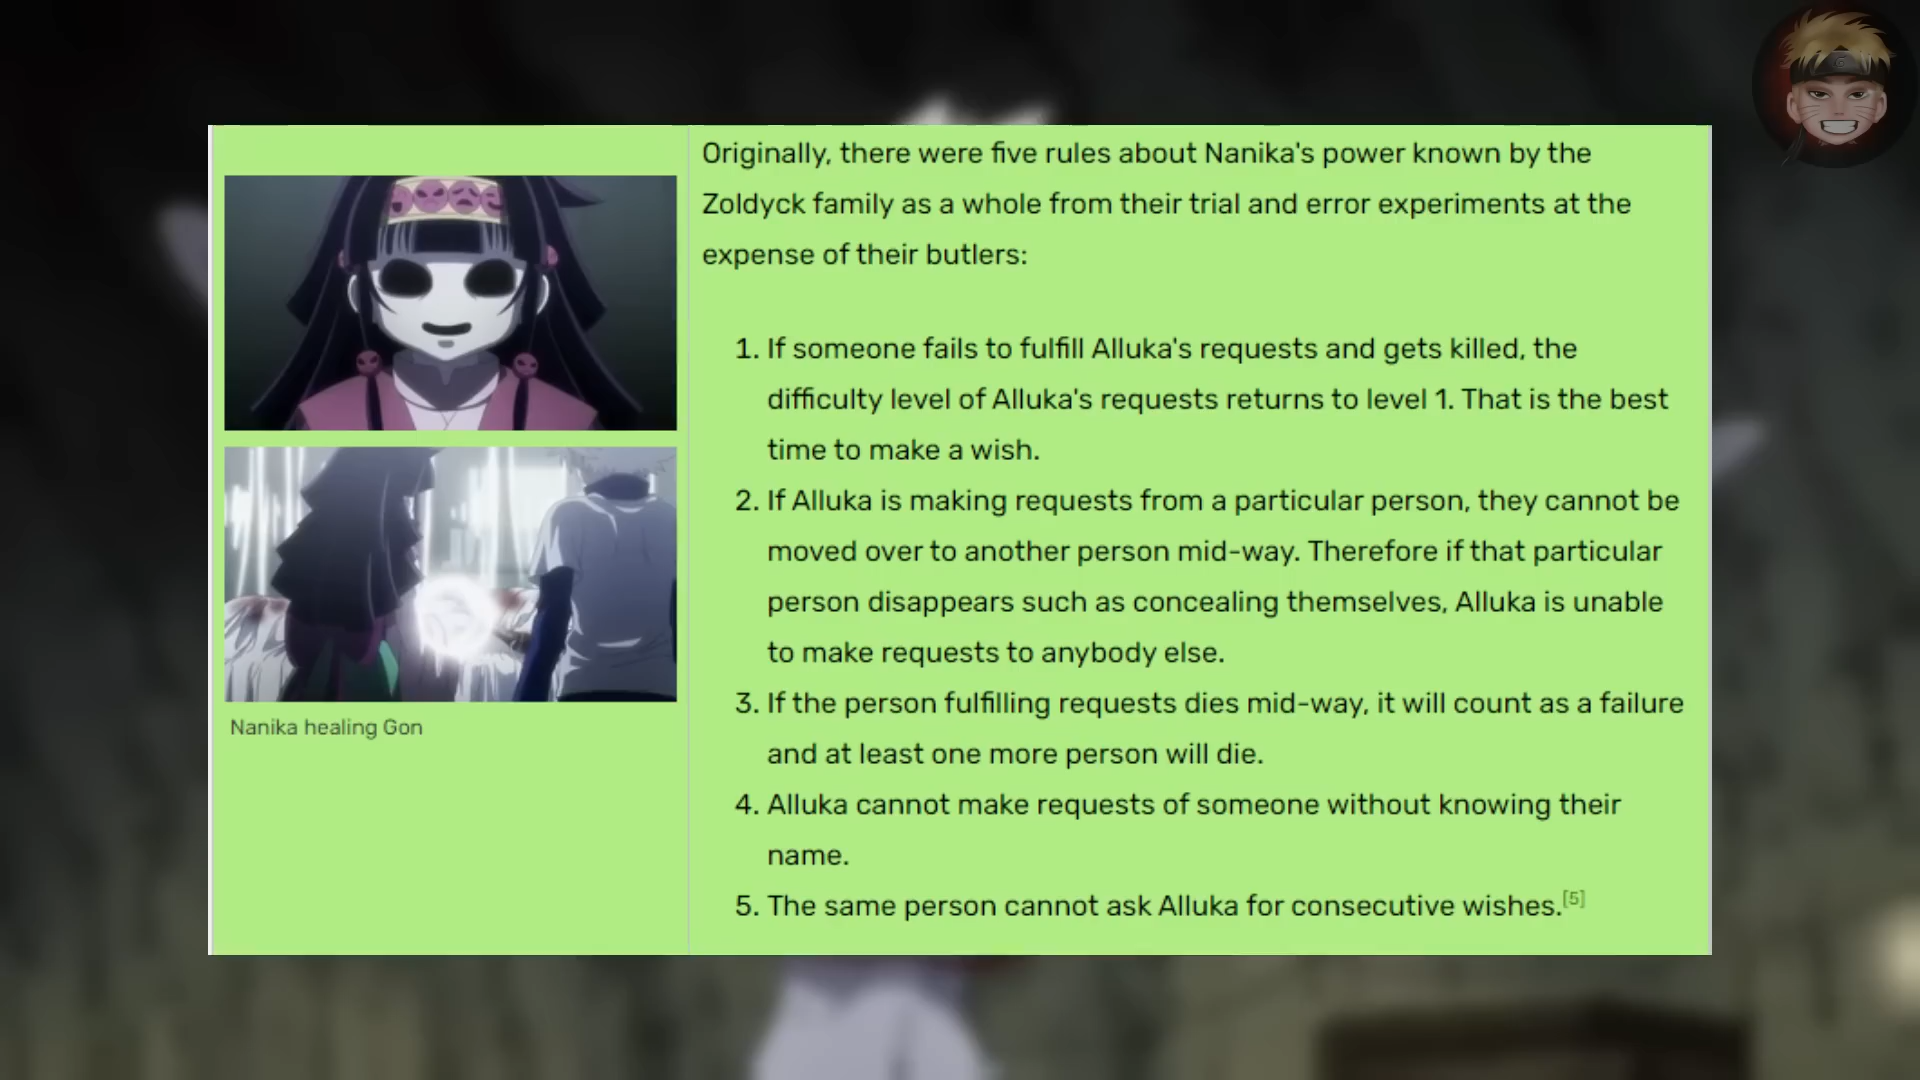 Originally, there were five rules about Nanika's power known by the
Zoldyck family as a whole from their trial and error experiments at the
expense of their butlers:
1. If someone fails to fulfill Alluka's requests and gets killed, the
difficulty level of Alluka's requests returns to level 1. That is the best
time to make a wish.
2. If Alluka is making requests from a particular person, they cannot be
moved over to another person mid-way. Therefore if that particular
person disappears such as concealing themselves, Alluka is unable
to make requests to anybody else.
3. If the person fulfilling requests dies mid-way, it will count as a failure
and at least one more person will die.
4. Alluka cannot make requests of someone without knowing their
name.
5. The same person cannot ask Alluka for consecutive wishes.[5]
Nanika healing Gon